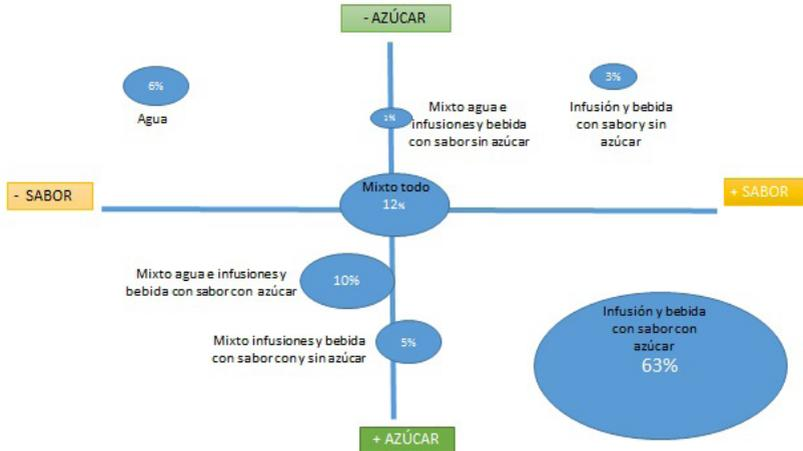 - AZÚCAR
6%
Agua
1%
Mixto agua e
infusiones y bebida
con sabor sin azúcar
3%
Infusión y bebida
con sabor y sin
azúcar
- SABOR
Mixto todo
12%
+ SABOR
Mixto agua e infusiones y
bebida con sabor con azúcar
10%
Mixto infusiones y bebida
con sabor con y sin azúcar
5%
Infusión y bebida
con sabor con
azúcar
63%
+ AZÚCAR